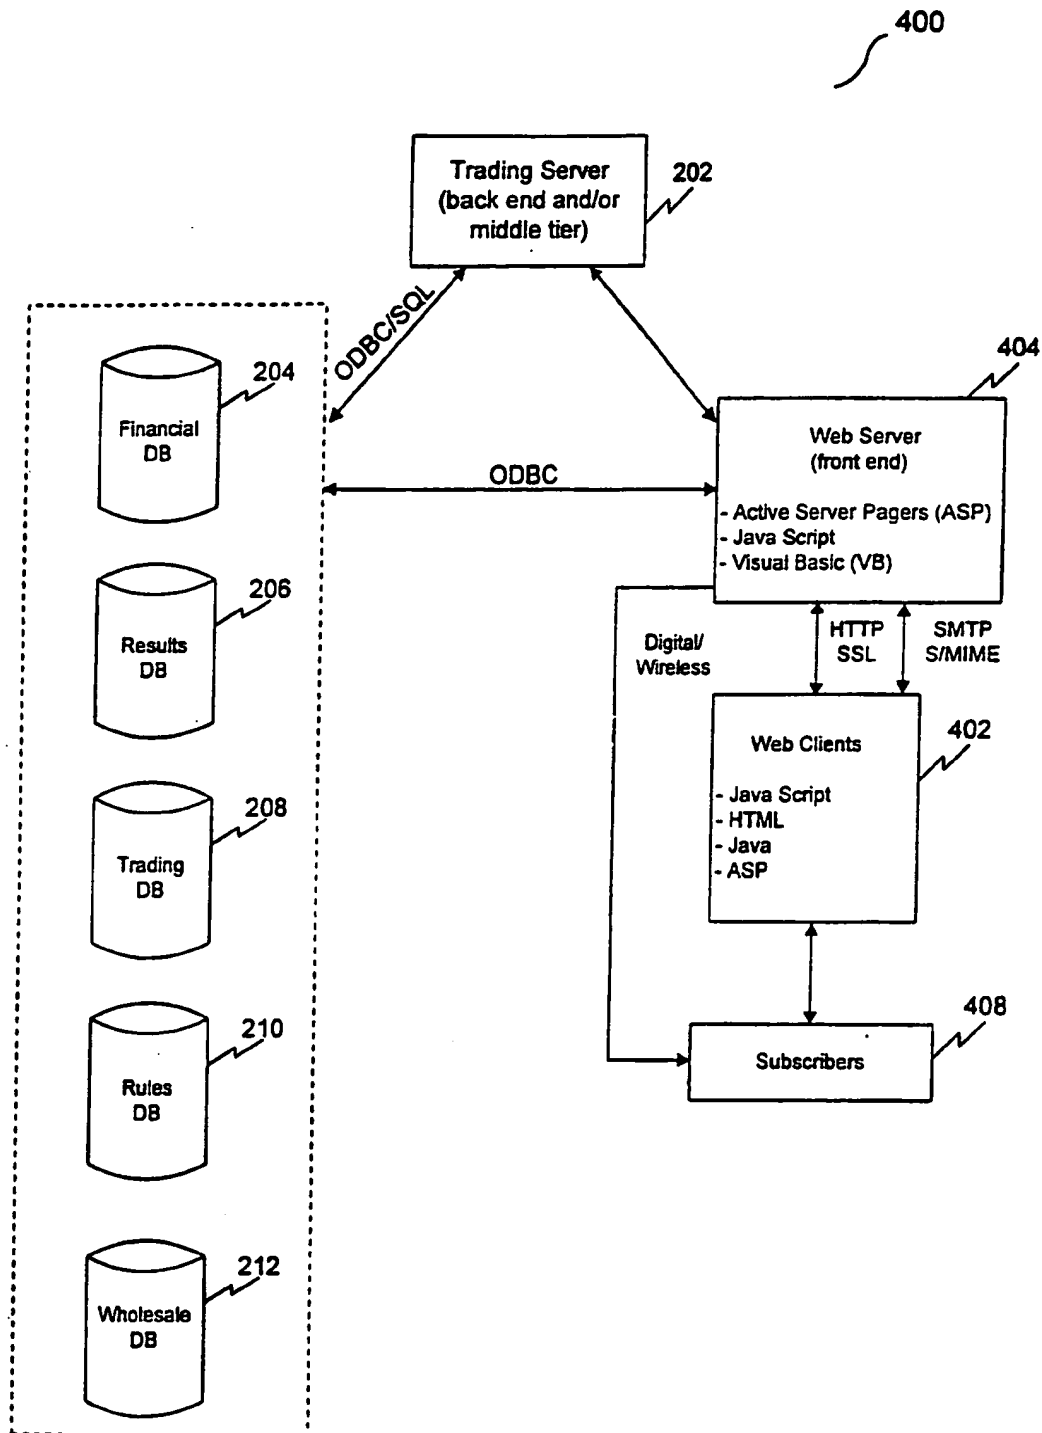 400
Trading Server
(back end and/or
middle tier)
202
ODBC/SQL
204
Financial
DB
404
Web Server
(front end)
- Active Server Pagers (ASP)
- Java Script
- Visual Basic (VB)
ODBC
206
Results
DB
Digital/
Wireless
HTTP
SSL
SMTP
S/MIME
402
Web Clients
- Java Script
- HTML
- Java
- ASP
208
Trading
DB
210
Rules
DB
408
Subscribers
212
Wholesale
DB